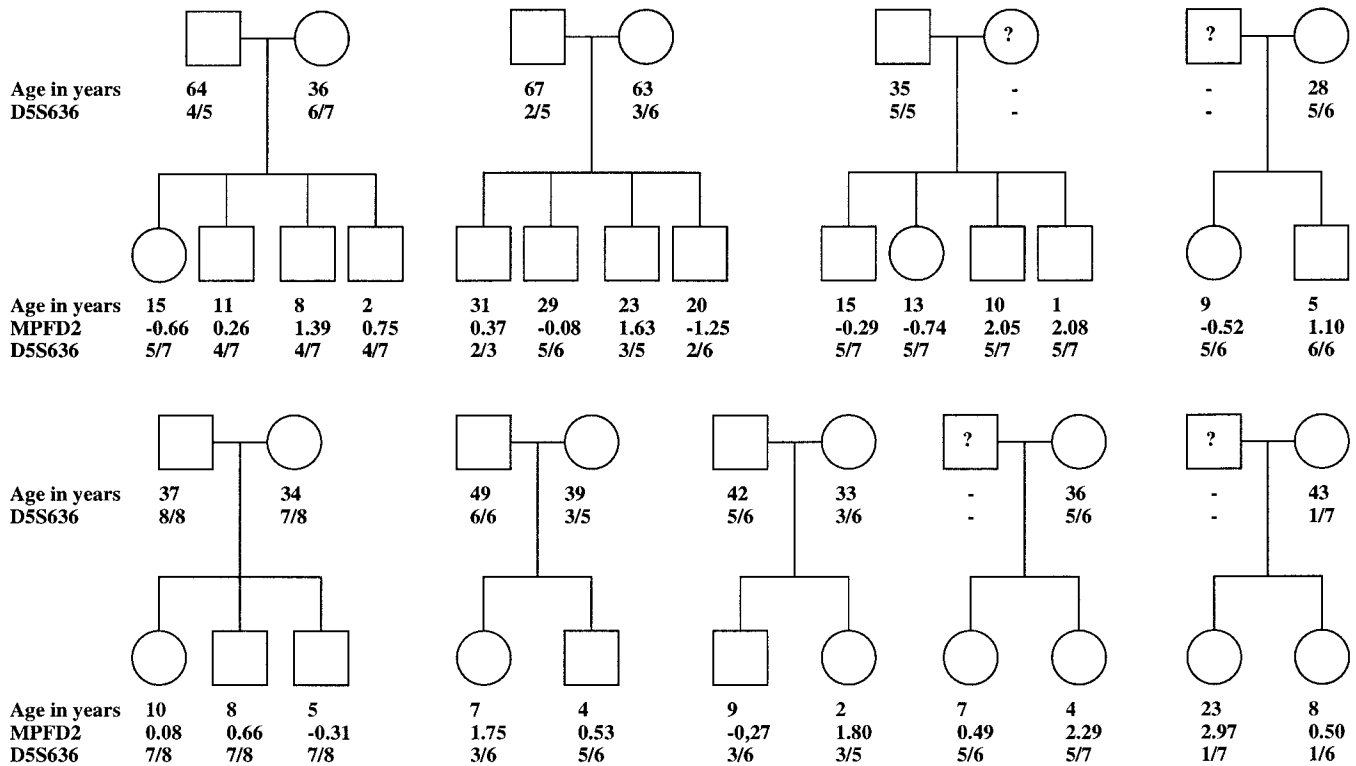 ? ?
Age in years 64 36 67 63 35 - - 28
D5S636 4/5 6/7 2/5 3/6 5/5 - - 5/6
Age in years 15 11 8 2 31 29 23 20 15 13 10 1 9 5
MPFD2 -0.66 0.26 1.39 0.75 0.37 -0.08 1.63 -1.25 -0.29 -0.74 2.05 2.08 -0.52 1.10
D5S636 5/7 4/7 4/7 4/7 2/3 5/6 3/5 2/6 5/7 5/7 5/7 5/7 5/6 6/6
? ?
Age in years 37 34 49 39 42 33 - 36 - 43
D5S636 8/8 7/8 6/6 3/5 5/6 3/6 - 5/6 - 1/7
Age in years 10 8 5 7 4 9 2 7 4 23 8
MPFD2 0.08 0.66 -0.31 1.75 0.53 -0,27 1.80 0.49 2.29 2.97 0.50
D5S636 7/8 7/8 7/8 3/6 5/6 3/6 3/5 5/6 5/7 1/7 1/6